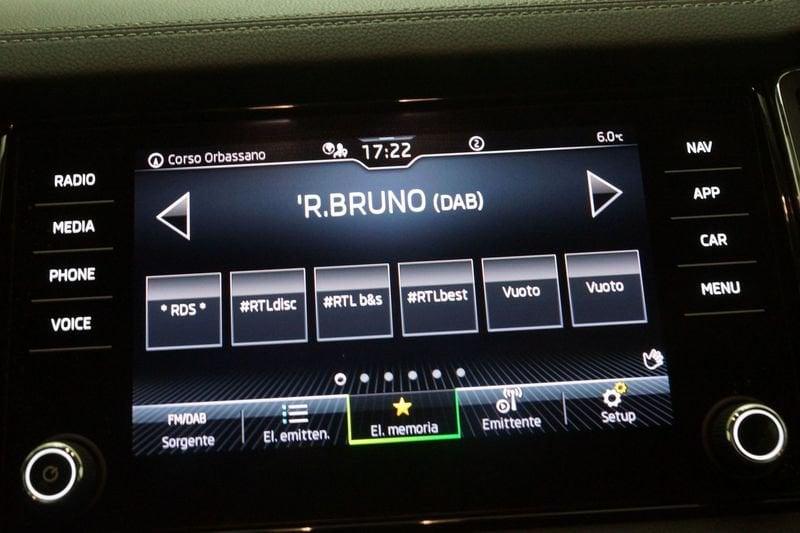 Corso Orbassano
17:22
2
6.0°C
RADIO
MEDIA
PHONE
VOICE
NAV
APP
CAR
MENU
'R.BRUNO (DAB)
* RDS *
#RTLdisc
#RTL b&s
#RTLbest
Vuoto
Vuoto
FM/DAB
Sorgente
El. emitten.
El. memoria
Emittente
Setup